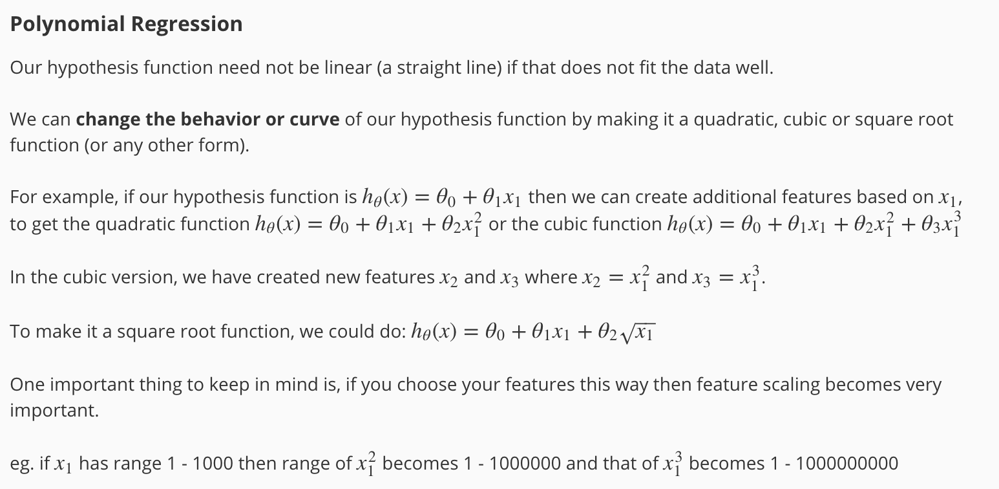 Polynomial Regression
Our hypothesis function need not be linear (a straight line) if that does not fit the data well.
We can change the behavior or curve of our hypothesis function by making it a quadratic, cubic or square root
function (or any other form).
For example, if our hypothesis function is $h_\theta(x) = \theta_0 + \theta_1 x_1$ then we can create additional features based on $x_1$,
to get the quadratic function $h_\theta(x) = \theta_0 + \theta_1 x_1 + \theta_2 x_1^2$ or the cubic function $h_\theta(x) = \theta_0 + \theta_1 x_1 + \theta_2 x_1^2 + \theta_3 x_1^3$
In the cubic version, we have created new features $x_2$ and $x_3$ where $x_2 = x_1^2$ and $x_3 = x_1^3$.
To make it a square root function, we could do: $h_\theta(x) = \theta_0 + \theta_1 x_1 + \theta_2 \sqrt{x_1}$
One important thing to keep in mind is, if you choose your features this way then feature scaling becomes very
important.
eg. if $x_1$ has range 1 - 1000 then range of $x_1^2$ becomes 1 - 1000000 and that of $x_1^3$ becomes 1 - 1000000000